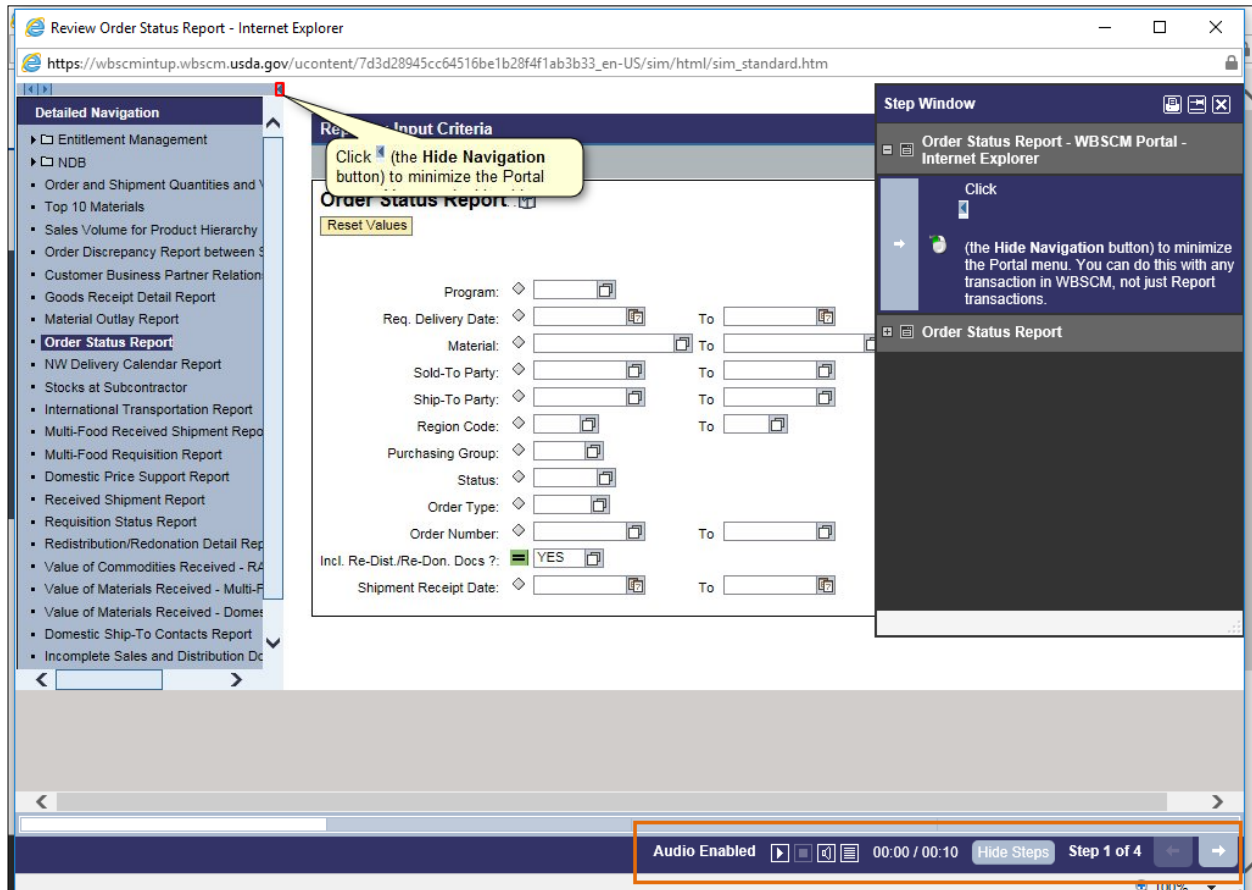 Review Order Status Report - Internet Explorer
https://wbscmintup.wbscm.usda.gov/ucontent/7d3d28945cc64516be1b28f4f1ab3b33_en-US/sim/html/sim_standard.htm
Detailed Navigation
Entitlement Management
NDB
Order and Shipment Quantities and
Top 10 Materials
Sales Volume for Product Hierarchy
Order Discrepancy Report between
Customer Business Partner Relation
Goods Receipt Detail Report
Material Outlay Report
Order Status Report
NW Delivery Calendar Report
Stocks at Subcontractor
International Transportation Report
Multi-Food Received Shipment Repo
Multi-Food Requisition Report
Domestic Price Support Report
Received Shipment Report
Requisition Status Report
Redistribution/Redonation Detail Rep
Value of Commodities Received - RA
Value of Materials Received - Multi-F
Value of Materials Received - Domes
Domestic Ship-To Contacts Report
Incomplete Sales and Distribution Do
Input Criteria
Click (the Hide Navigation
button) to minimize the Portal
Order Status Report
Reset Values
Program:
Req. Delivery Date: To
Material: To
Sold-To Party: To
Ship-To Party: To
Region Code: To
Purchasing Group:
Status:
Order Type:
Order Number: To
Incl. Re-Dist./Re-Don. Docs ?: YES
Shipment Receipt Date: To
Step Window
Order Status Report - WBSCM Portal -
Internet Explorer
Click
(the Hide Navigation button) to minimize
the Portal menu. You can do this with any
transaction in WBSCM, not just Report
transactions.
Order Status Report
Audio Enabled 00:00 / 00:10 Hide Steps Step 1 of 4
100%